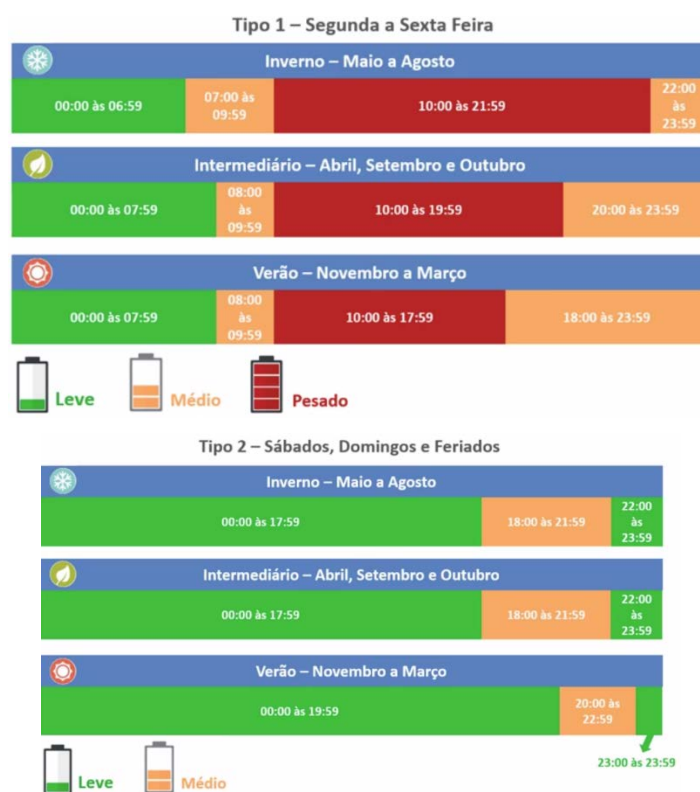 Tipo 1 – Segunda a Sexta Feira
Inverno – Maio a Agosto
00:00 às 06:59
07:00 às
09:59
10:00 às 21:59
22:00
às
23:59
Intermediário – Abril, Setembro e Outubro
00:00 às 07:59
08:00
às
09:59
10:00 às 19:59
20:00 às 23:59
Verão – Novembro a Março
00:00 às 07:59
08:00
às
09:59
10:00 às 17:59
18:00 às 23:59
Leve
Médio
Pesado
Tipo 2 – Sábados, Domingos e Feriados
Inverno – Maio a Agosto
00:00 às 17:59
18:00 às 21:59
22:00
às
23:59
Intermediário – Abril, Setembro e Outubro
00:00 às 17:59
18:00 às 21:59
22:00
às
23:59
Verão – Novembro a Março
00:00 às 19:59
20:00 às
22:59
23:00 às 23:59
Leve
Médio